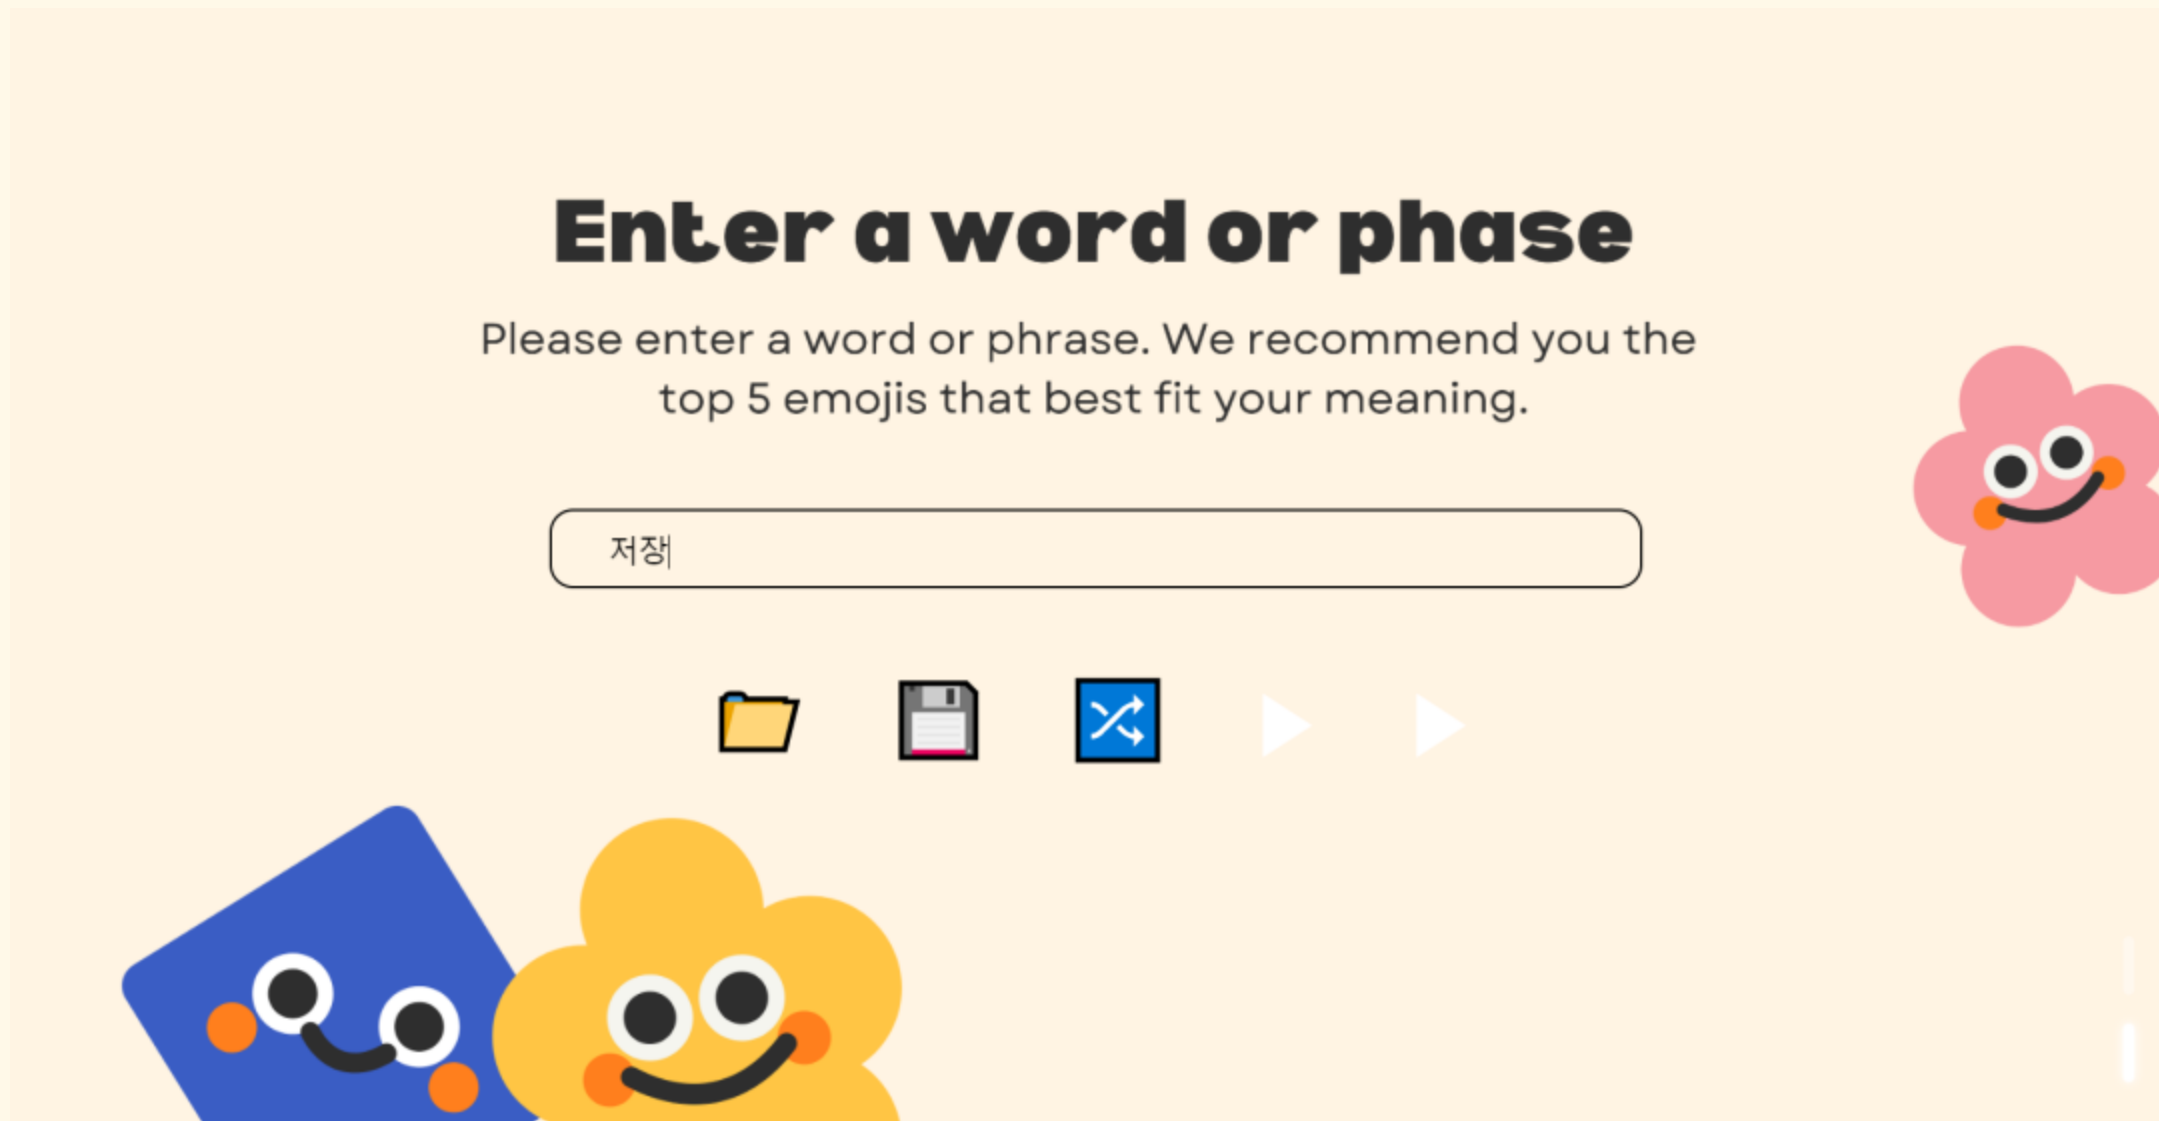 Enter a word or phase
Please enter a word or phrase. We recommend you the
top 5 emojis that best fit your meaning.
저쟁